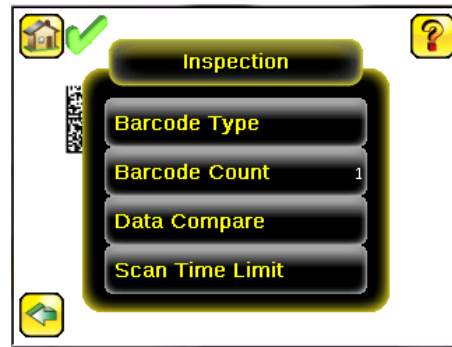 Inspection
Barcode Type
Barcode Count 1
Data Compare
Scan Time Limit
?